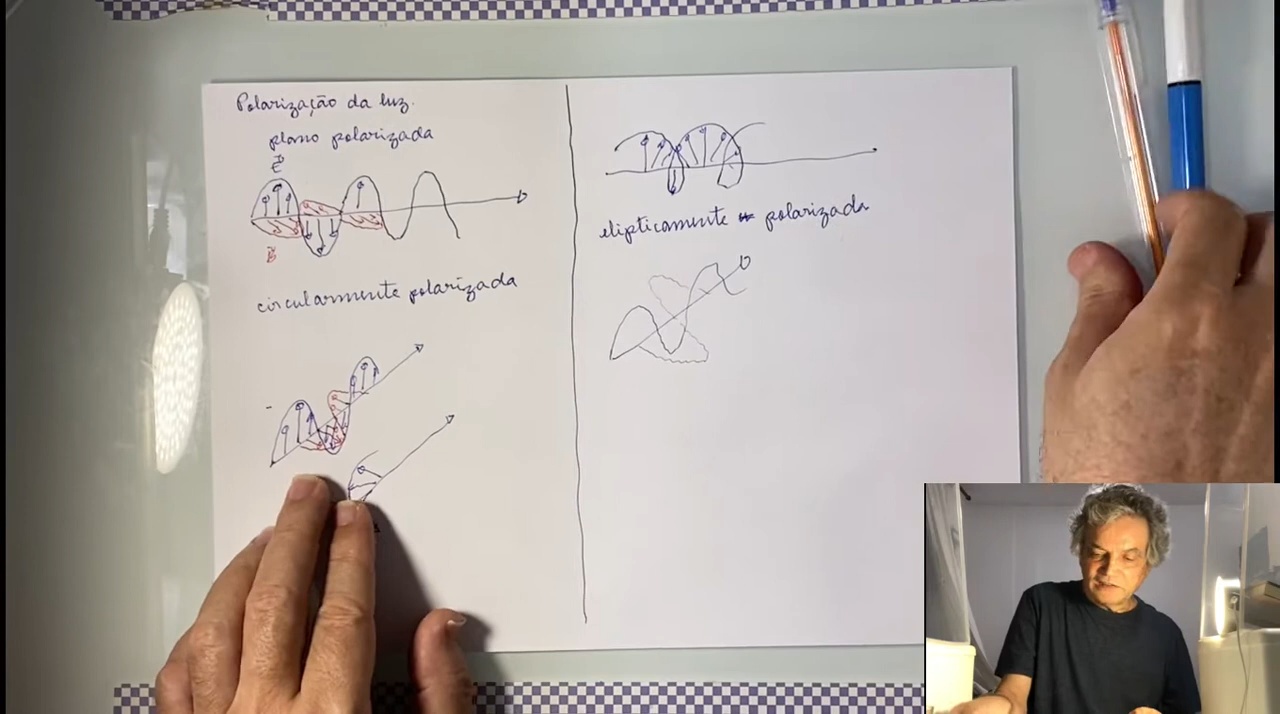 Polarização da luz.
plano polarizada
E
B
circularmente polarizada
elipticamente polarizada